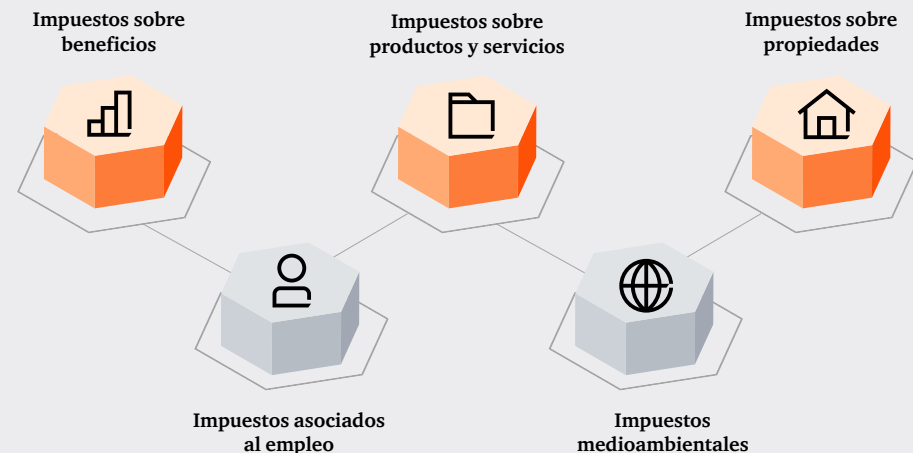 Impuestos sobre
beneficios
Impuestos sobre
productos y servicios
Impuestos sobre
propiedades
Impuestos asociados
al empleo
Impuestos
medioambientales